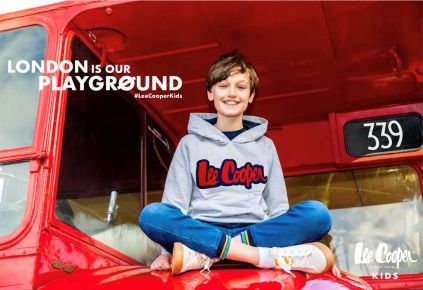 LONDON IS OUR
PLAYGROUND
#LeeCooperKids
339
Lee Cooper
Lee Cooper
KIDS